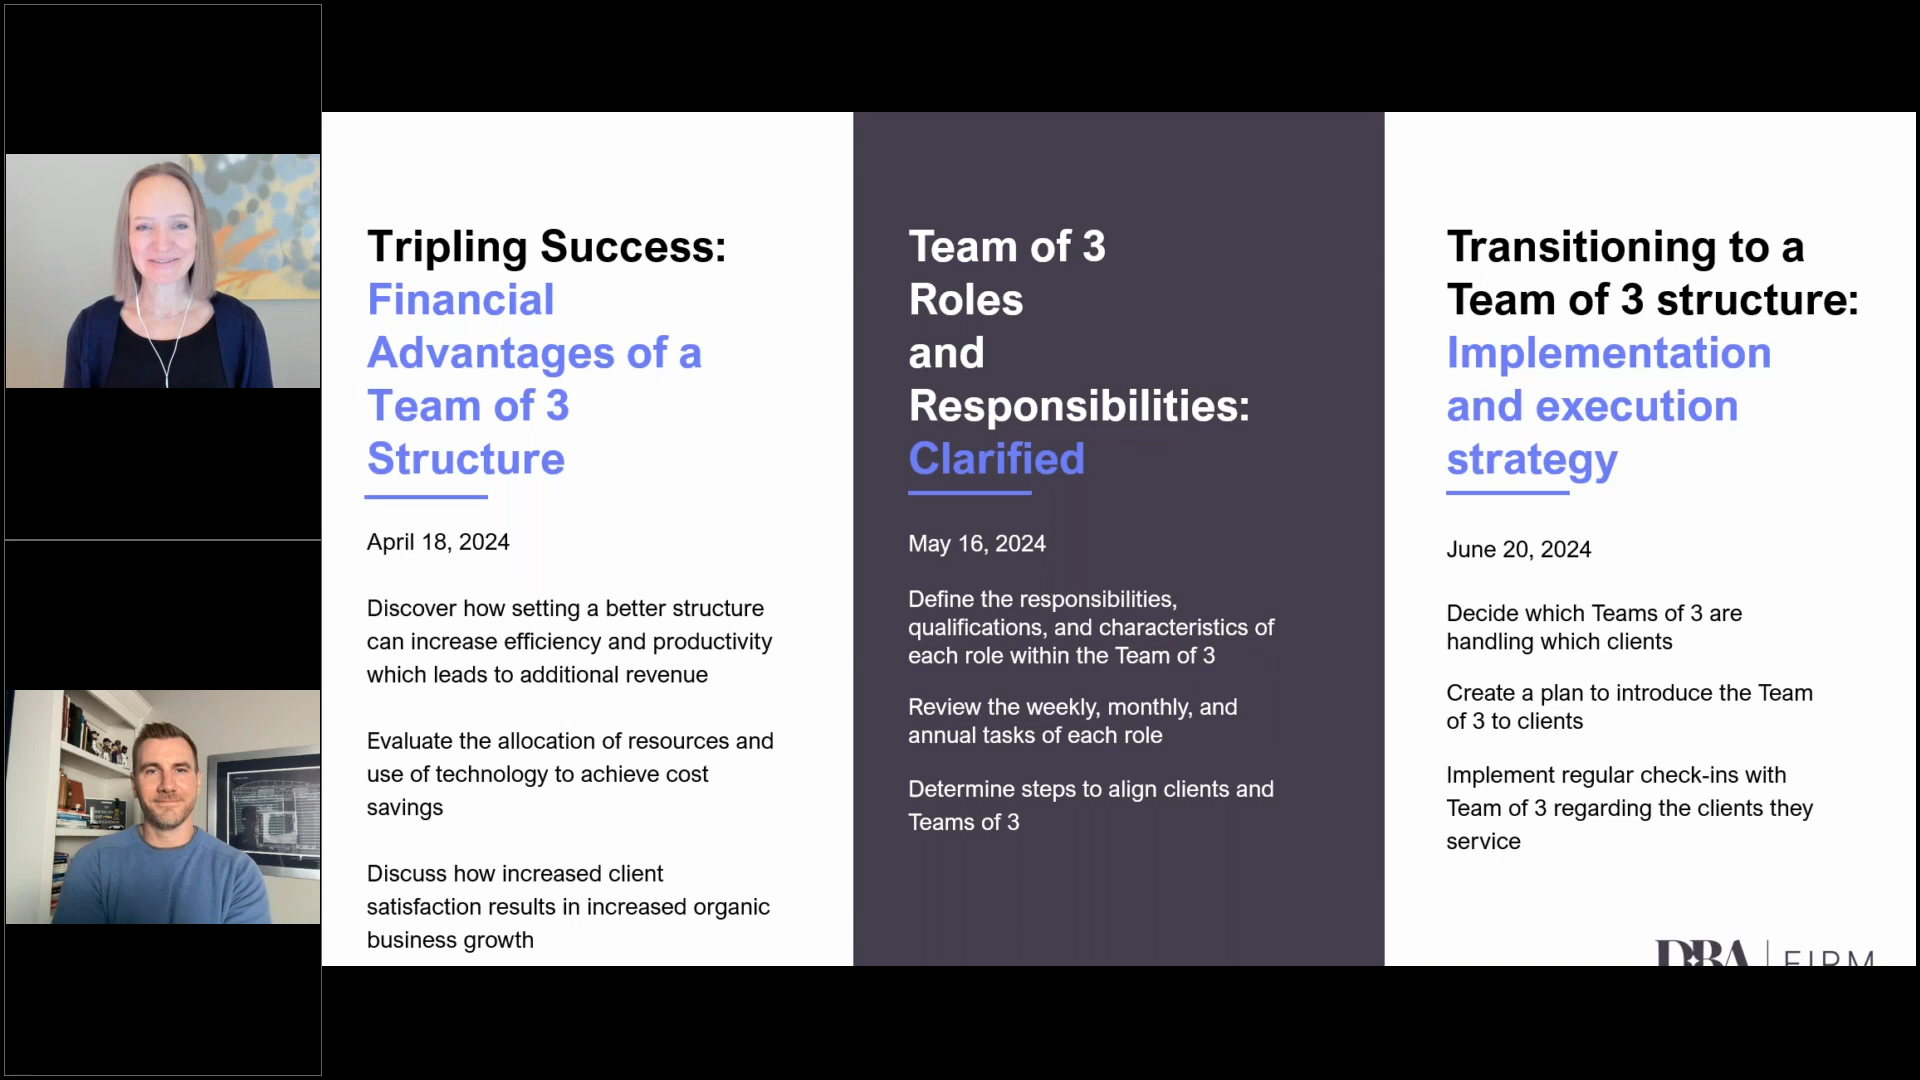 Tripling Success:
Financial
Advantages of a
Team of 3
Structure
April 18, 2024
Discover how setting a better structure
can increase efficiency and productivity
which leads to additional revenue
Evaluate the allocation of resources and
use of technology to achieve cost
savings
Discuss how increased client
satisfaction results in increased organic
business growth
Team of 3
Roles
and
Responsibilities:
Clarified
May 16, 2024
Define the responsibilities,
qualifications, and characteristics of
each role within the Team of 3
Review the weekly, monthly, and
annual tasks of each role
Determine steps to align clients and
Teams of 3
Transitioning to a
Team of 3 structure:
Implementation
and execution
strategy
June 20, 2024
Decide which Teams of 3 are
handling which clients
Create a plan to introduce the Team
of 3 to clients
Implement regular check-ins with
Team of 3 regarding the clients they
service
DBA | FIRM